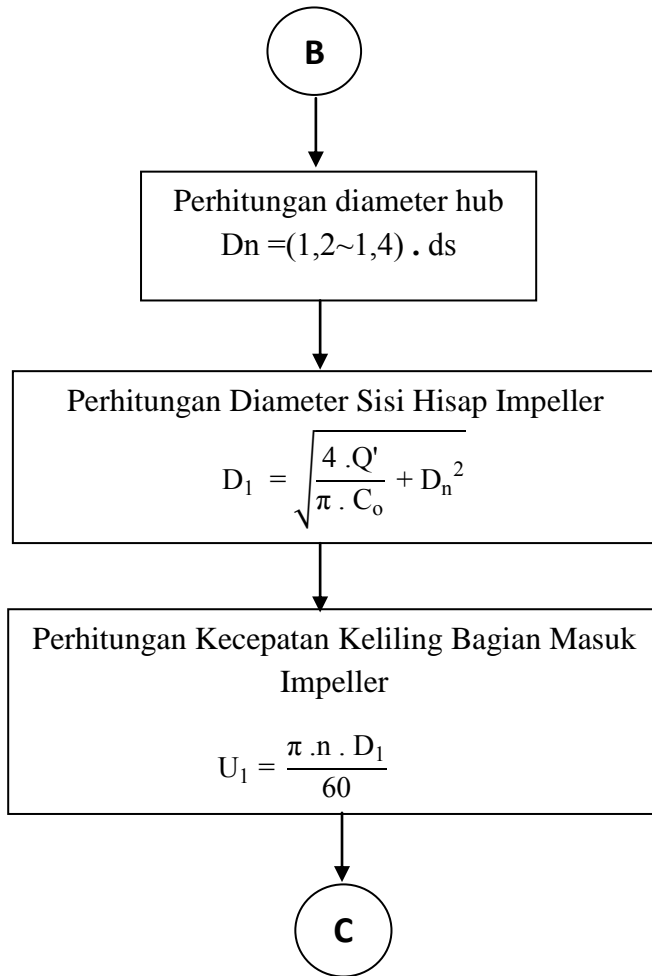 B
Perhitungan diameter hub
Dn =(1,2~1,4) . ds
Perhitungan Diameter Sisi Hisap Impeller
D₁ = √(4 .Q' / π . Cₒ + Dₙ²)
Perhitungan Kecepatan Keliling Bagian Masuk
Impeller
U₁ = π .n . D₁ / 60
C